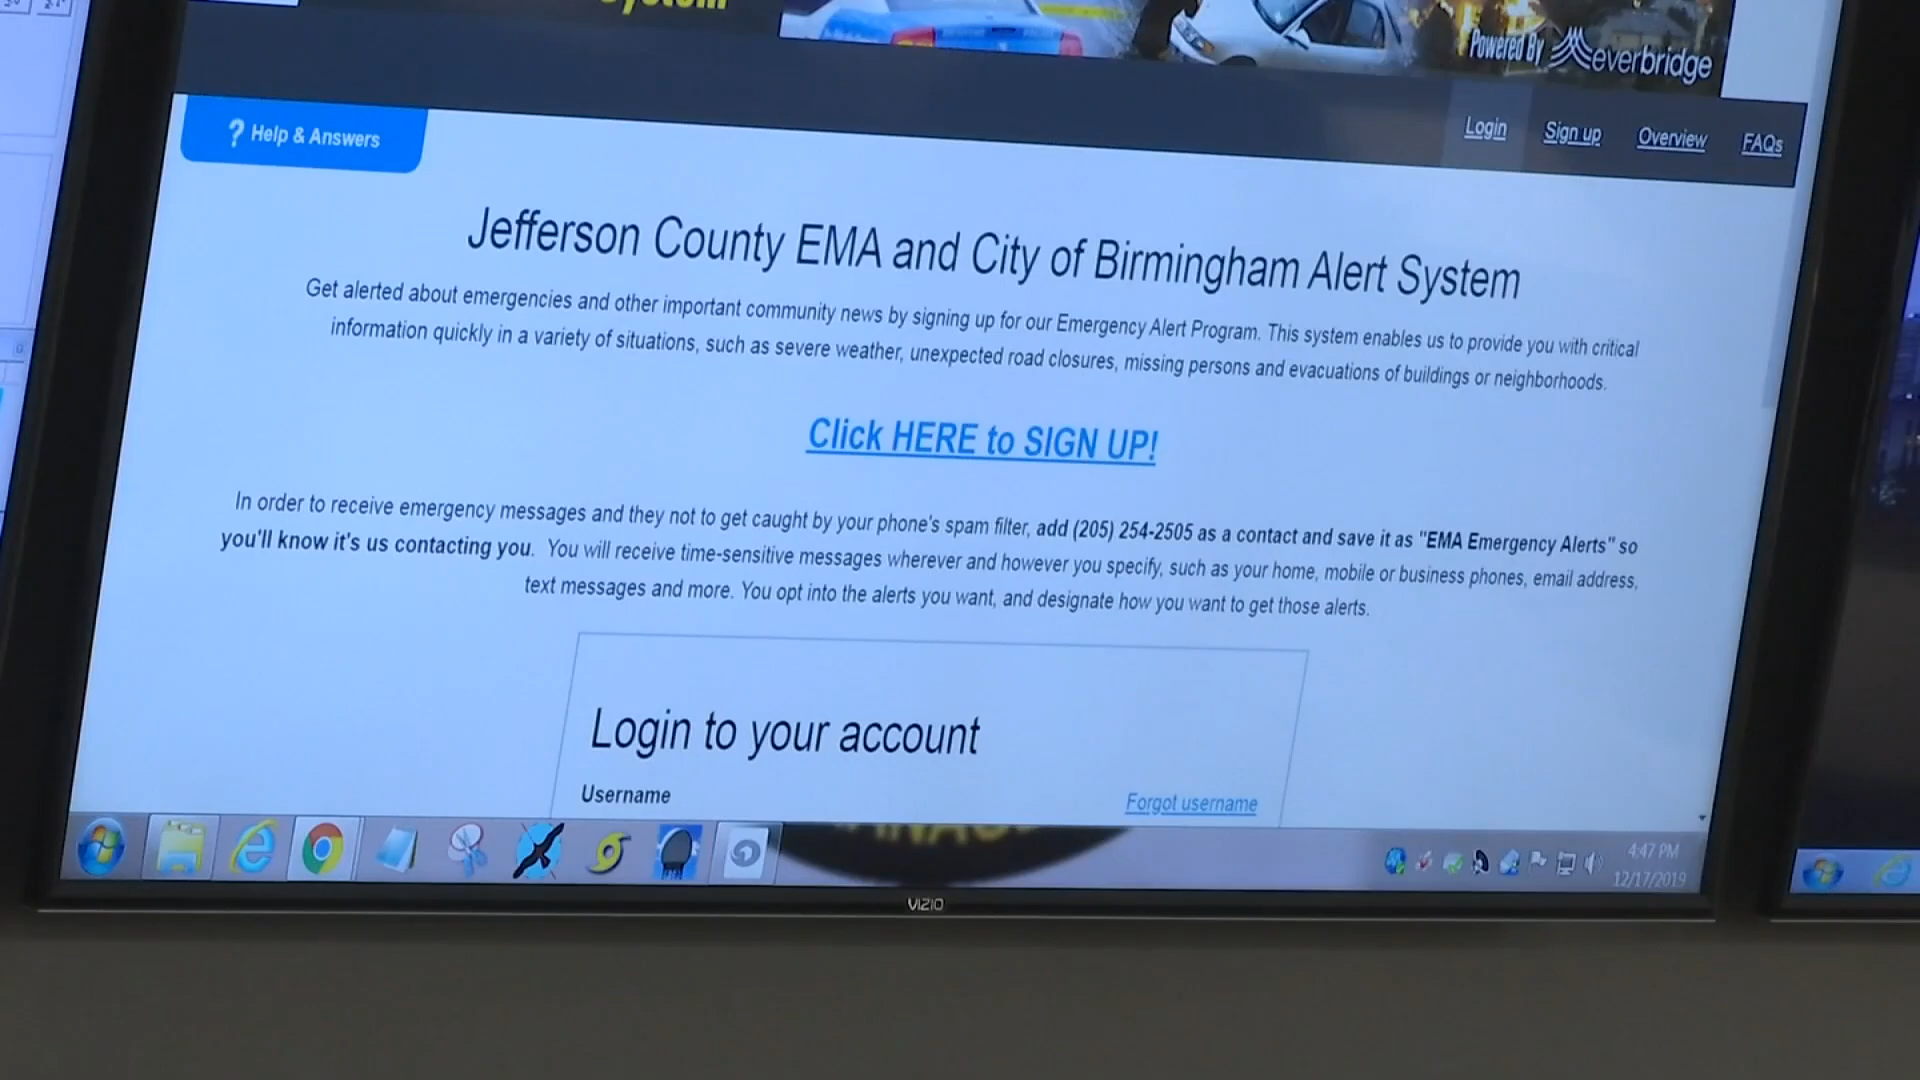 System
Powered By everbridge
? Help & Answers
Login Sign up Overview FAQs
Jefferson County EMA and City of Birmingham Alert System
Get alerted about emergencies and other important community news by signing up for our Emergency Alert Program. This system enables us to provide you with critical
information quickly in a variety of situations, such as severe weather, unexpected road closures, missing persons and evacuations of buildings or neighborhoods.
Click HERE to SIGN UP!
In order to receive emergency messages and they not to get caught by your phone's spam filter, add (205) 254-2505 as a contact and save it as "EMA Emergency Alerts" so
you'll know it's us contacting you. You will receive time-sensitive messages wherever and however you specify, such as your home, mobile or business phones, email address,
text messages and more. You opt into the alerts you want, and designate how you want to get those alerts.
Login to your account
Username Forgot username
4:47 PM
12/17/2019
VIZIO